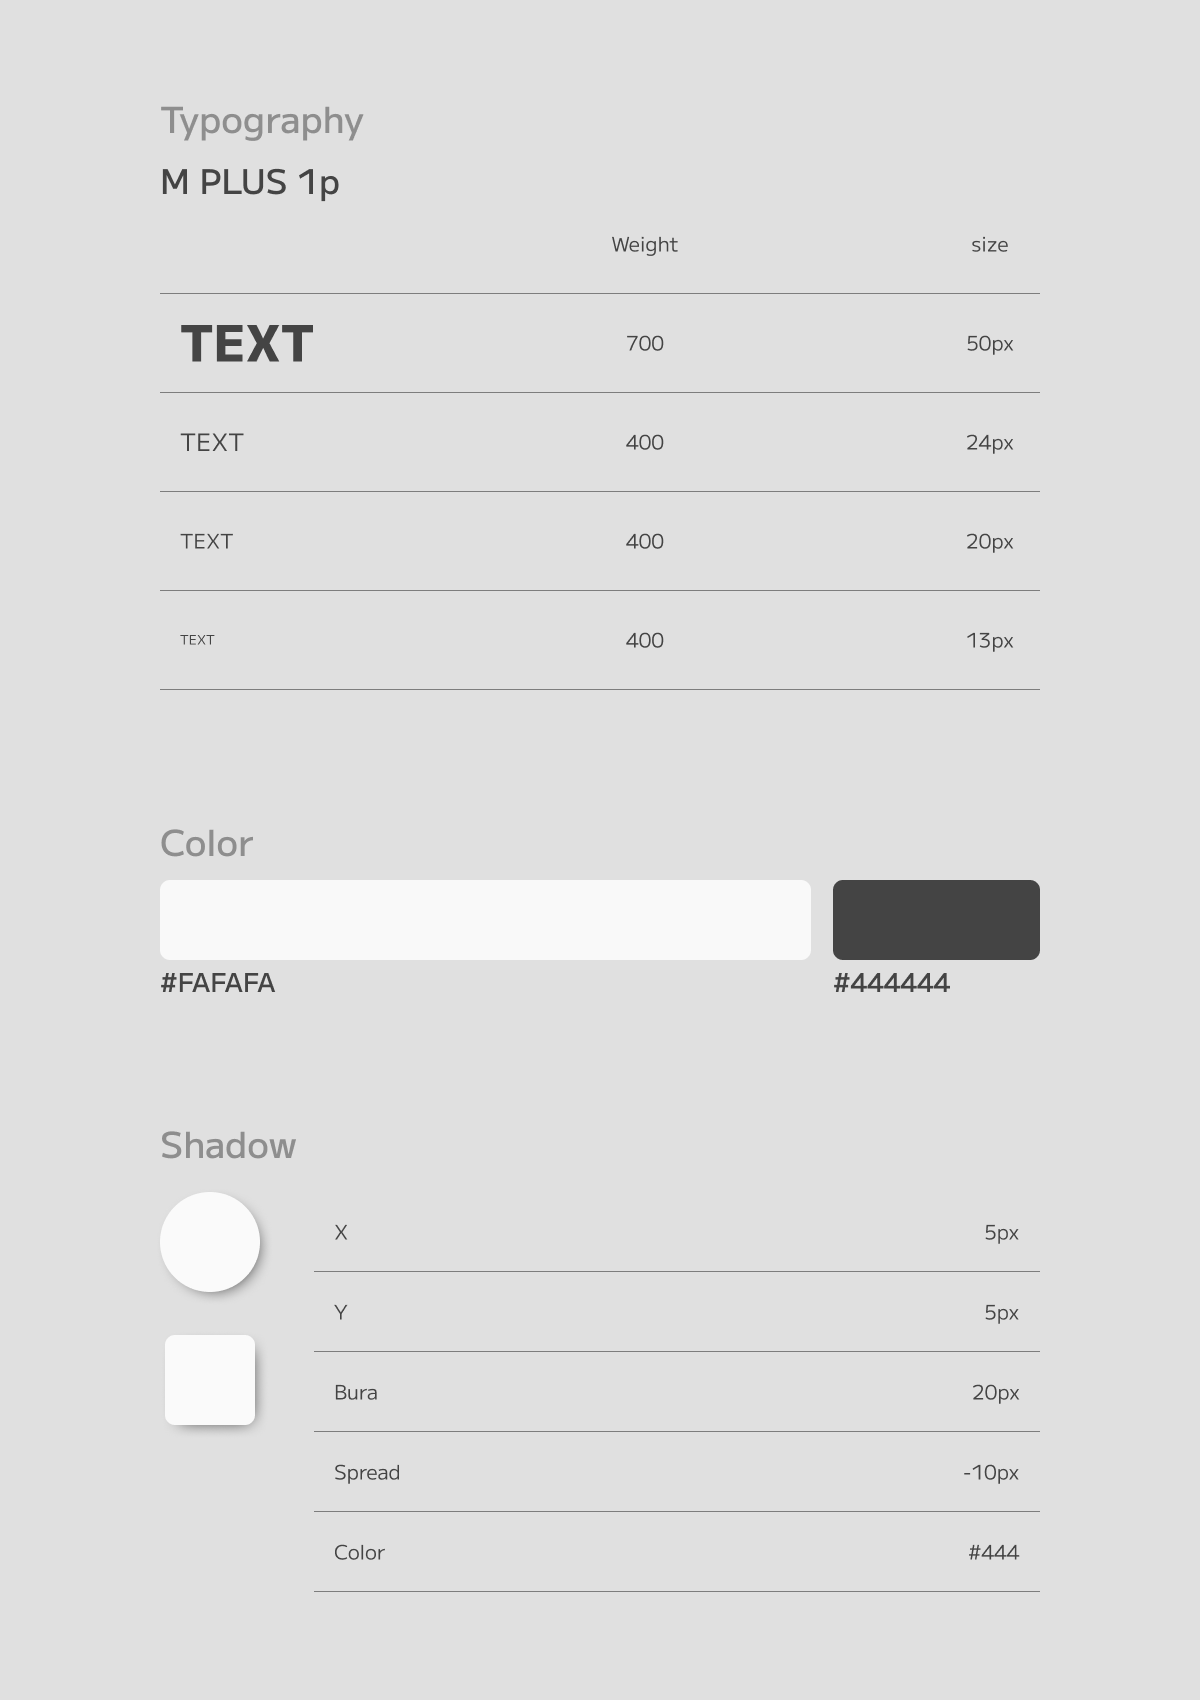 Typography
M PLUS 1p
Weight size
TEXT 700 50px
TEXT 400 24px
TEXT 400 20px
TEXT 400 13px
Color
#FAFAFA #444444
Shadow
X 5px
Y 5px
Bura 20px
Spread -10px
Color #444